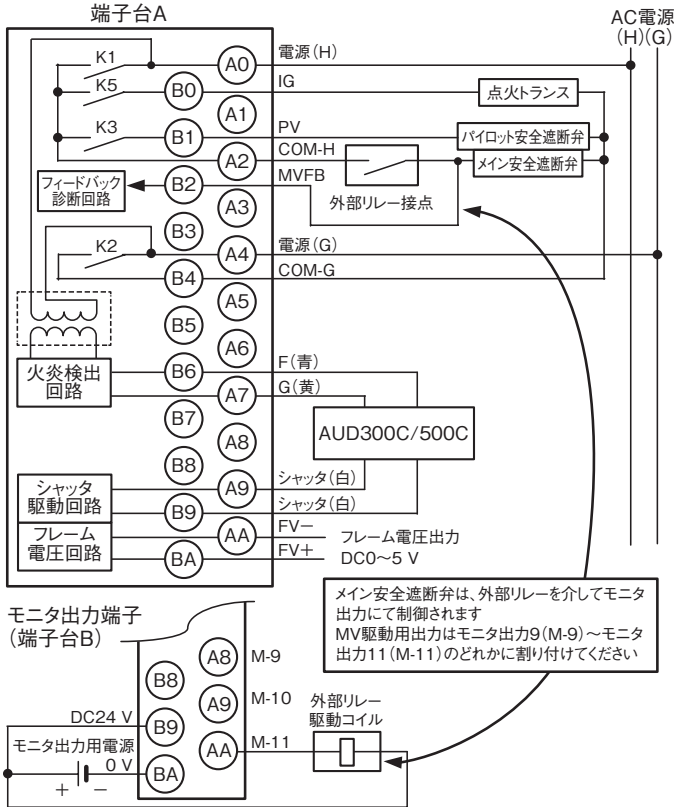 端子台A
AC電源
(H)(G)
K1
A0
電源(H)
K5
B0
IG
点火トランス
A1
K3
B1
PV
パイロット安全遮断弁
A2
COM-H
メイン安全遮断弁
フィードバック
診断回路
B2
MVFB
外部リレー接点
A3
B3
K2
A4
電源(G)
B4
COM-G
A5
B5
A6
火炎検出
回路
B6
F(青)
A7
G(黄)
B7
AUD300C/500C
A8
B8
シャッタ
駆動回路
A9
シャッタ(白)
B9
シャッタ(白)
フレーム
電圧回路
AA
FV−
フレーム電圧出力
BA
FV+
DC0～5 V
メイン安全遮断弁は、外部リレーを介してモニタ
出力にて制御されます
MV駆動用出力はモニタ出力9(M-9)～モニタ
出力11(M-11)のどれかに割り付けてください
モニタ出力端子
(端子台B)
A8
M-9
B8
A9
M-10
外部リレー
駆動コイル
DC24 V
B9
AA
M-11
モニタ出力用電源
0 V
BA
+ −